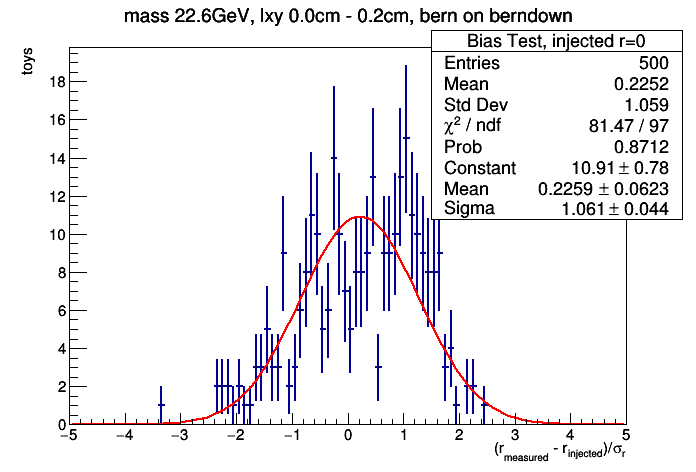 mass 22.6GeV, lxy 0.0cm - 0.2cm, bern on berndown
Bias Test, injected r=0
Entries 500
Mean 0.2252
Std Dev 1.059
χ² / ndf 81.47 / 97
Prob 0.8712
Constant 10.91 ± 0.78
Mean 0.2259 ± 0.0623
Sigma 1.061 ± 0.044
toys
18
16
14
12
10
8
6
4
2
0
−5 −4 −3 −2 −1 0 1 2 3 4 5
(r_measured - r_injected)/σ_r